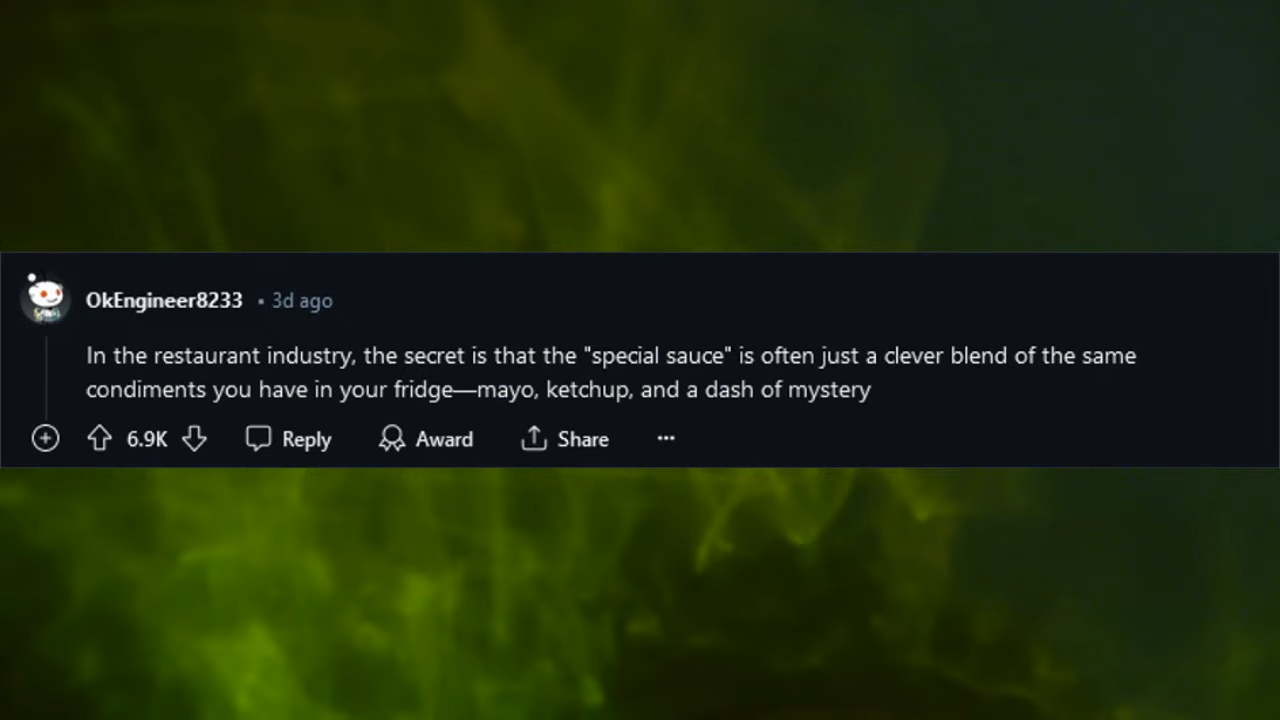 OkEngineer8233 • 3d ago
In the restaurant industry, the secret is that the "special sauce" is often just a clever blend of the same
condiments you have in your fridge—mayo, ketchup, and a dash of mystery
6.9K Reply Award Share ...